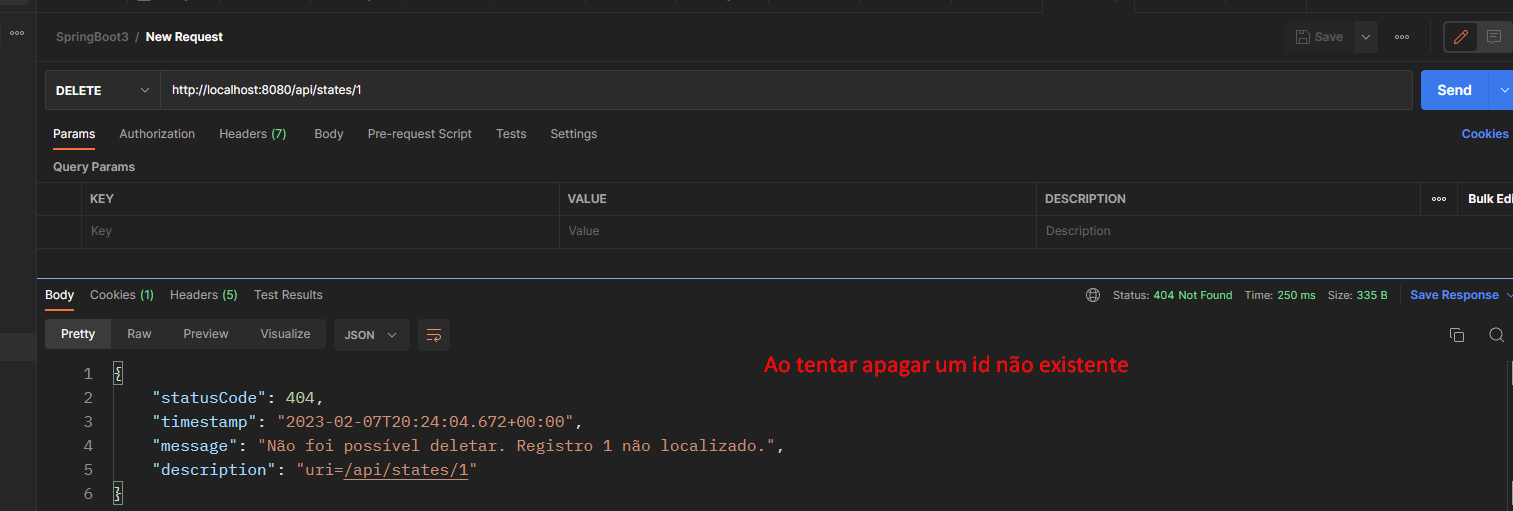 SpringBoot3 / New Request
Save
DELETE
http://localhost:8080/api/states/1
Send
Params Authorization Headers (7) Body Pre-request Script Tests Settings
Cookies
Query Params
KEY VALUE DESCRIPTION
Bulk Edi
Key Value Description
Body Cookies (1) Headers (5) Test Results
Status: 404 Not Found Time: 250 ms Size: 335 B
Save Response
Pretty Raw Preview Visualize JSON
Ao tentar apagar um id não existente
1 {
2 "statusCode": 404,
3 "timestamp": "2023-02-07T20:24:04.672+00:00",
4 "message": "Não foi possível deletar. Registro 1 não localizado.",
5 "description": "uri=/api/states/1"
6 }